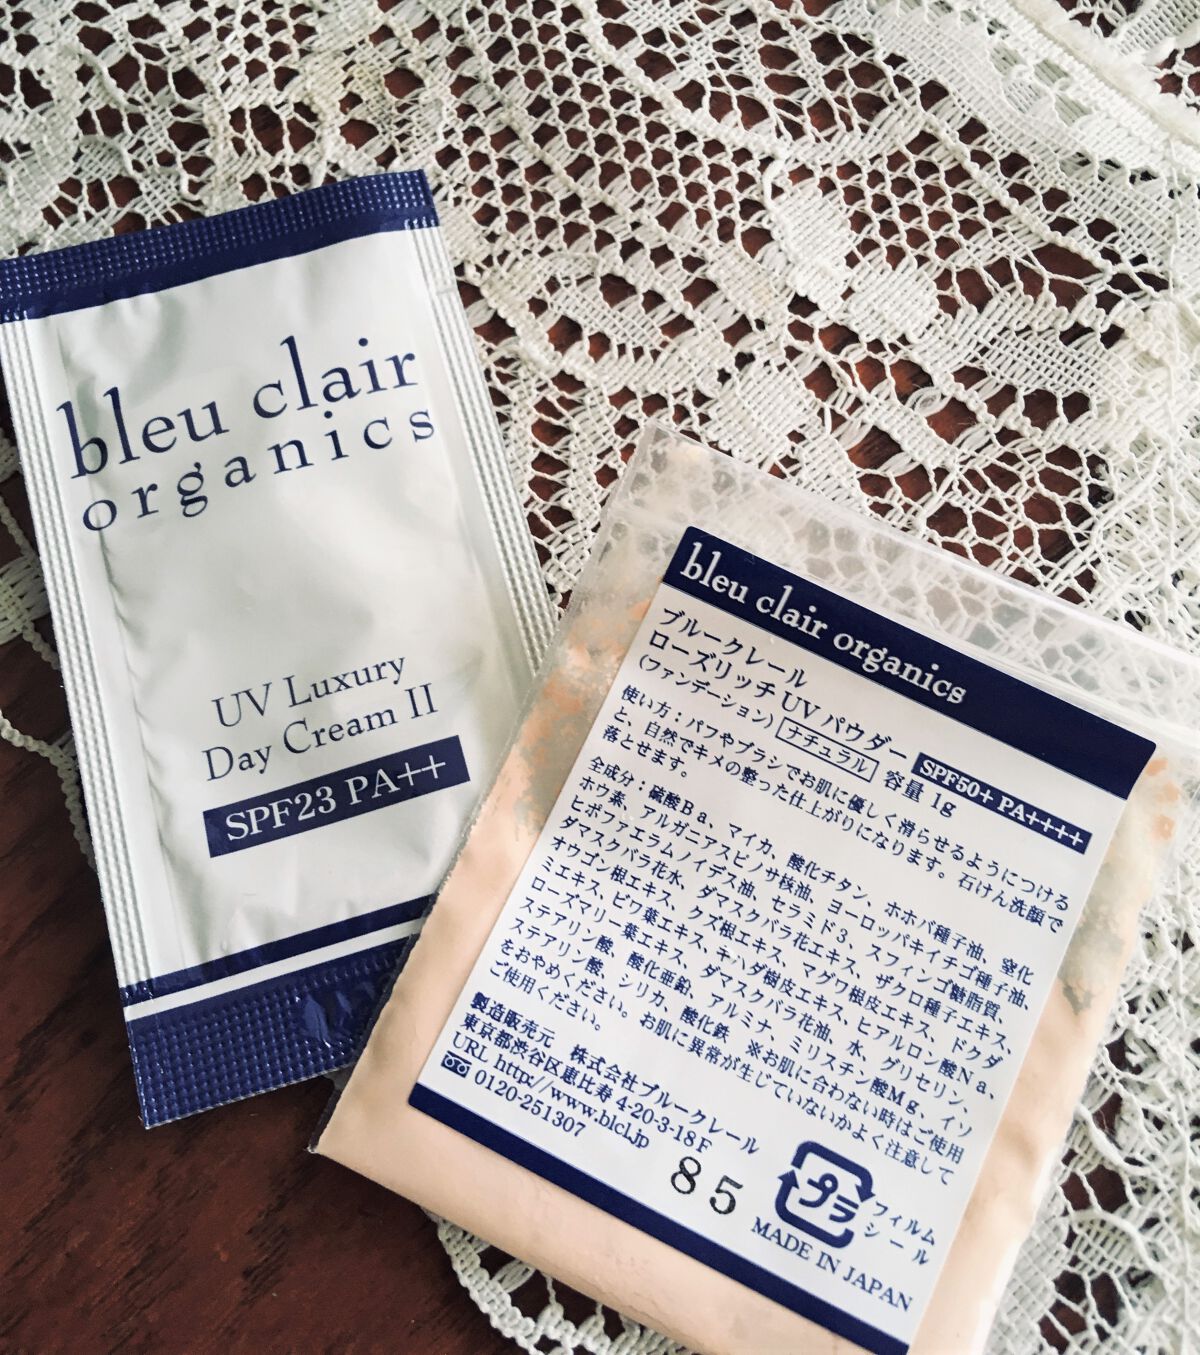 bleu clair
organics
UV Luxury
Day Cream II
SPF23 PA++
bleu clair organics
ブルークレール
ローズリッチ UV パウダー SPF50+ PA++++
(ファンデーション) ナチュラル 容量 1g
使い方：パフやブラシでお肌に優しく滑らせるようにつける
と、自然でキメの整った仕上がりになります。石けん洗顔で
落とせます。
全成分：硫酸Ba、マイカ、酸化チタン、ホホバ種子油、窒化
ホウ素、アルガニアスピノサ核油、ヨーロッパキイチゴ種子油、
ヒポファエラムノイデス油、セラミド3、スフィンゴ糖脂質、
ダマスクバラ花水、ダマスクバラ花エキス、ザクロ種子エキス、
オウゴン根エキス、クズ根エキス、マグワ根皮エキス、ドクダ
ミエキス、ビワ葉エキス、キハダ樹皮エキス、ヒアルロン酸Na、
ローズマリー葉エキス、ダマスクバラ花油、水、グリセリン、
ステアリン酸、酸化亜鉛、アルミナ、ミリスチン酸Mg、イソ
ステアリン酸、シリカ、酸化鉄 ※お肌に合わない時はご使用
をおやめください。お肌に異常が生じていないかよく注意して
ご使用ください。
製造販売元 株式会社ブルークレール
東京都渋谷区恵比寿 4-20-3-18F
URL http://www.blcl.jp
0120-251307
85
プラ
フィルム
シール
MADE IN JAPAN